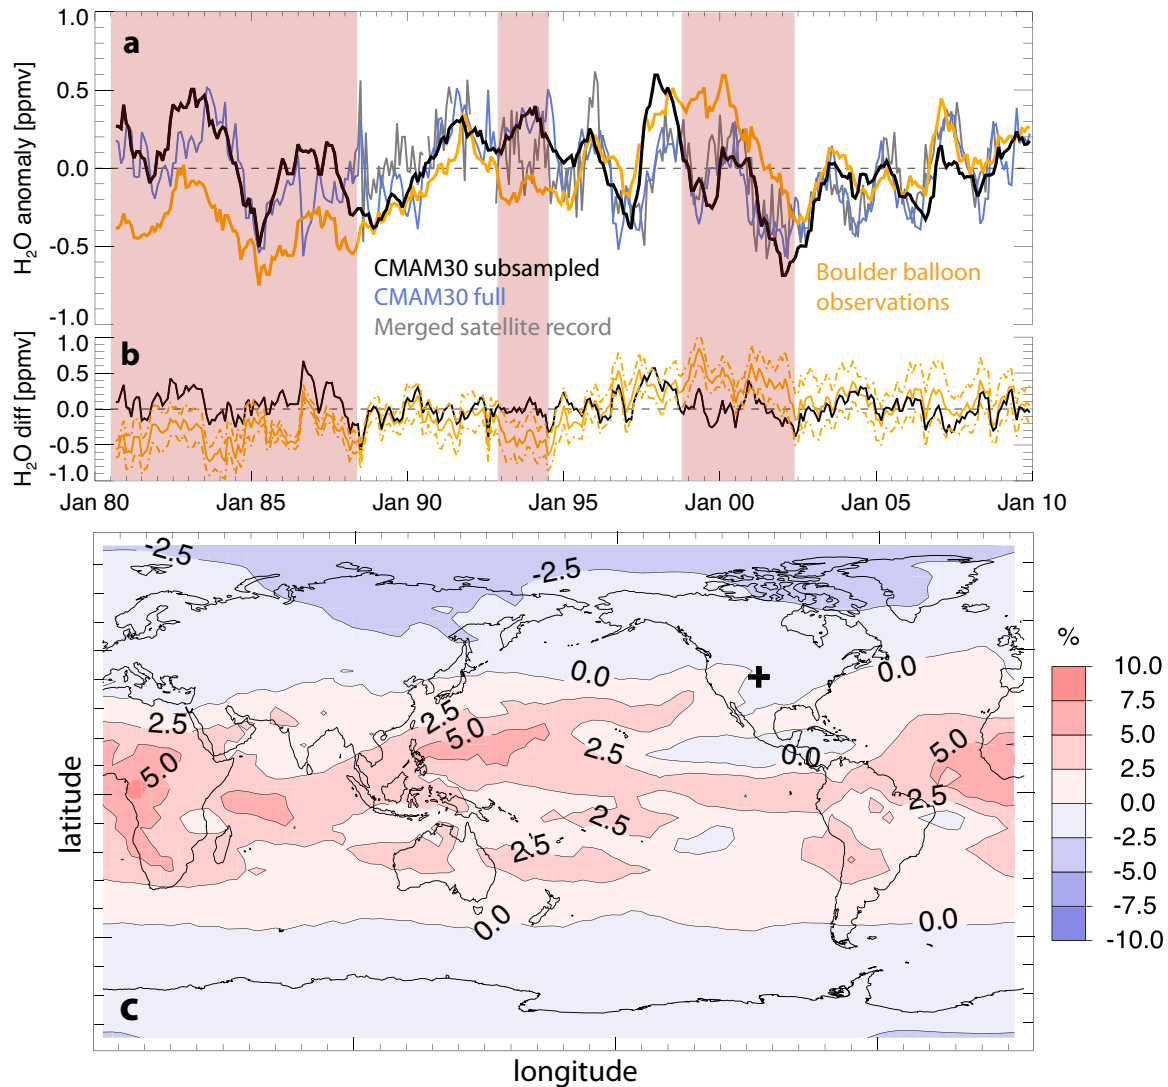 a
1.0
0.5
0.0
-0.5
-1.0
H₂O anomaly [ppmv]
CMAM30 subsampled
CMAM30 full
Merged satellite record
Boulder balloon
observations
b
1.0
0.5
0.0
-0.5
-1.0
H₂O diff [ppmv]
Jan 80
Jan 85
Jan 90
Jan 95
Jan 00
Jan 05
Jan 10
-2.5
-2.5
0.0
0.0
2.5
2.5
5.0
5.0
2.5
0.0
5.0
2.5
2.5
2.5
0.0
0.0
c
latitude
longitude
%
10.0
7.5
5.0
2.5
0.0
-2.5
-5.0
-7.5
-10.0